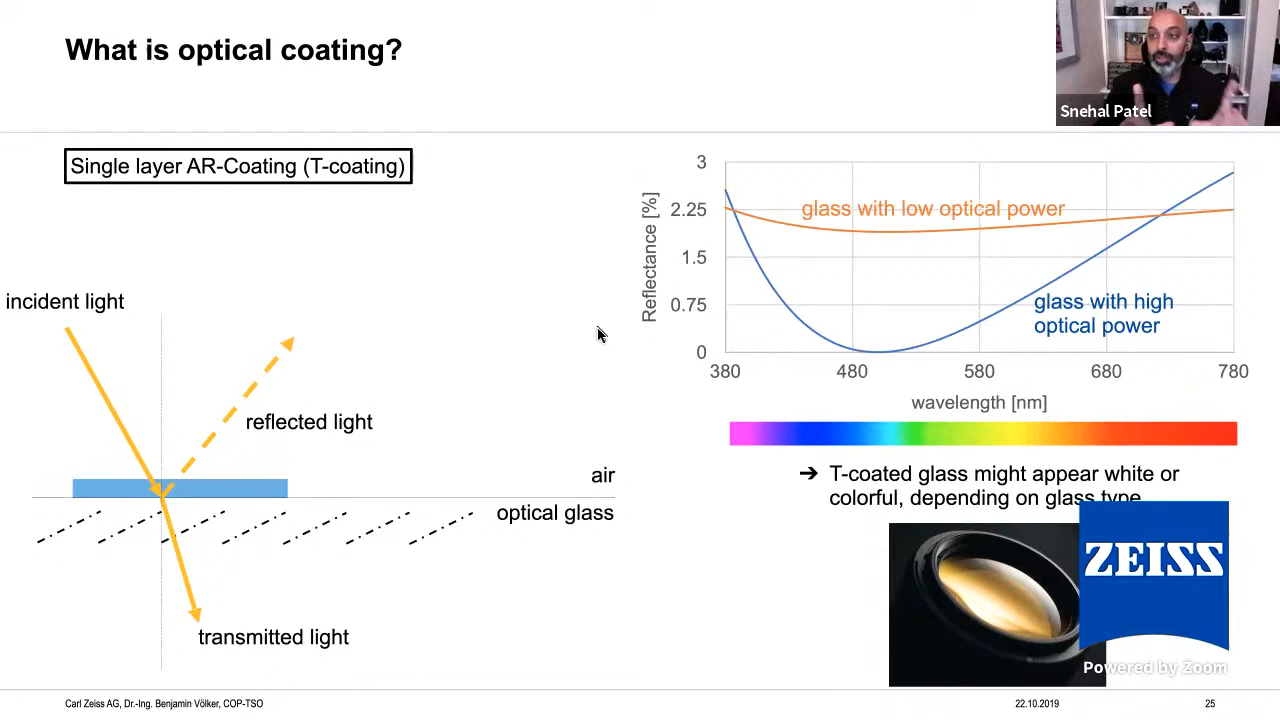 What is optical coating?
Snehal Patel
Single layer AR-Coating (T-coating)
incident light
reflected light
air
optical glass
transmitted light
3
2.25
1.5
0.75
0
Reflectance [%]
glass with low optical power
glass with high
optical power
380
480
580
680
780
wavelength [nm]
➔ T-coated glass might appear white or
colorful, depending on glass type
ZEISS
Powered by Zoom
Carl Zeiss AG, Dr.-Ing. Benjamin Völker, COP-TSO
22.10.2019
25